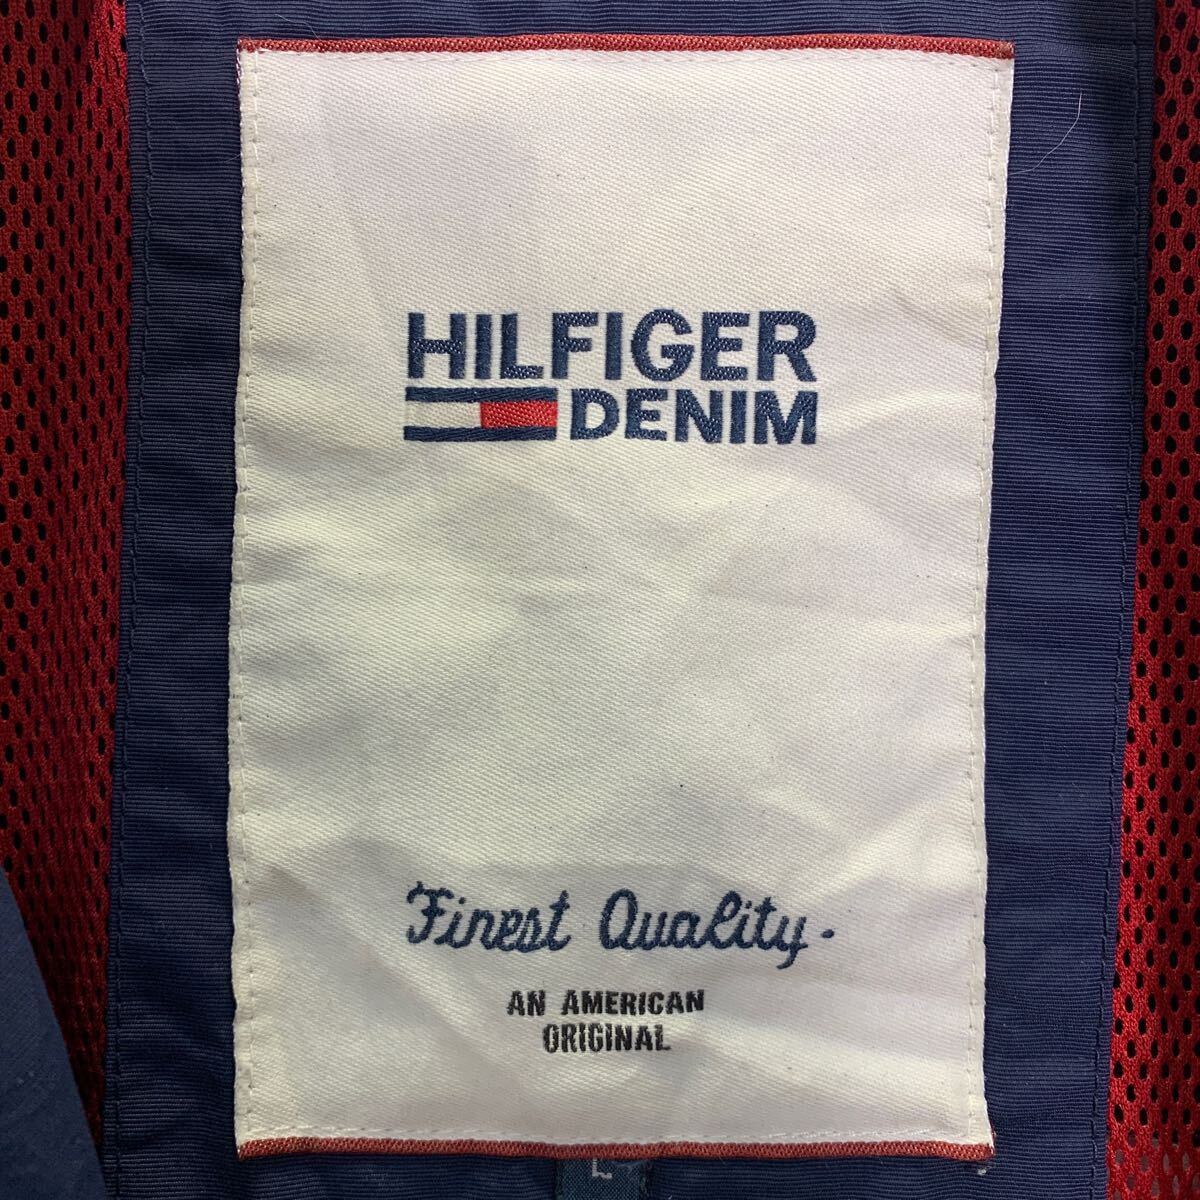 HILFIGER
DENIM
Finest Quality.
AN AMERICAN
ORIGINAL
L